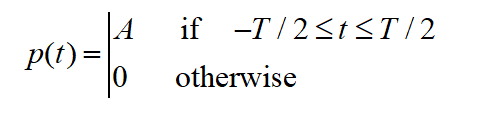 p(t) = | A if −T / 2 ≤ t ≤ T / 2
| 0 otherwise